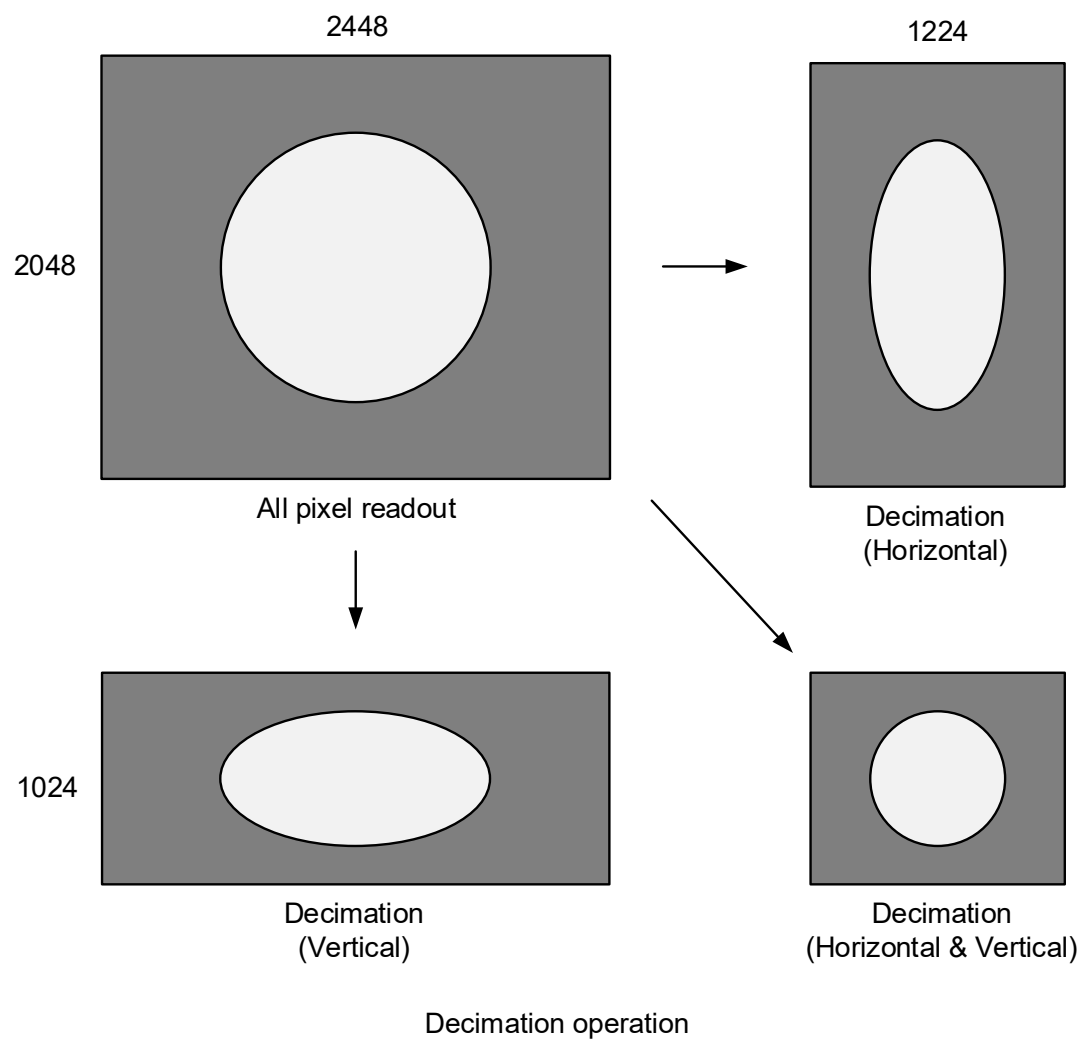 2448
1224
2048
All pixel readout
Decimation
(Horizontal)
1024
Decimation
(Vertical)
Decimation
(Horizontal & Vertical)
Decimation operation